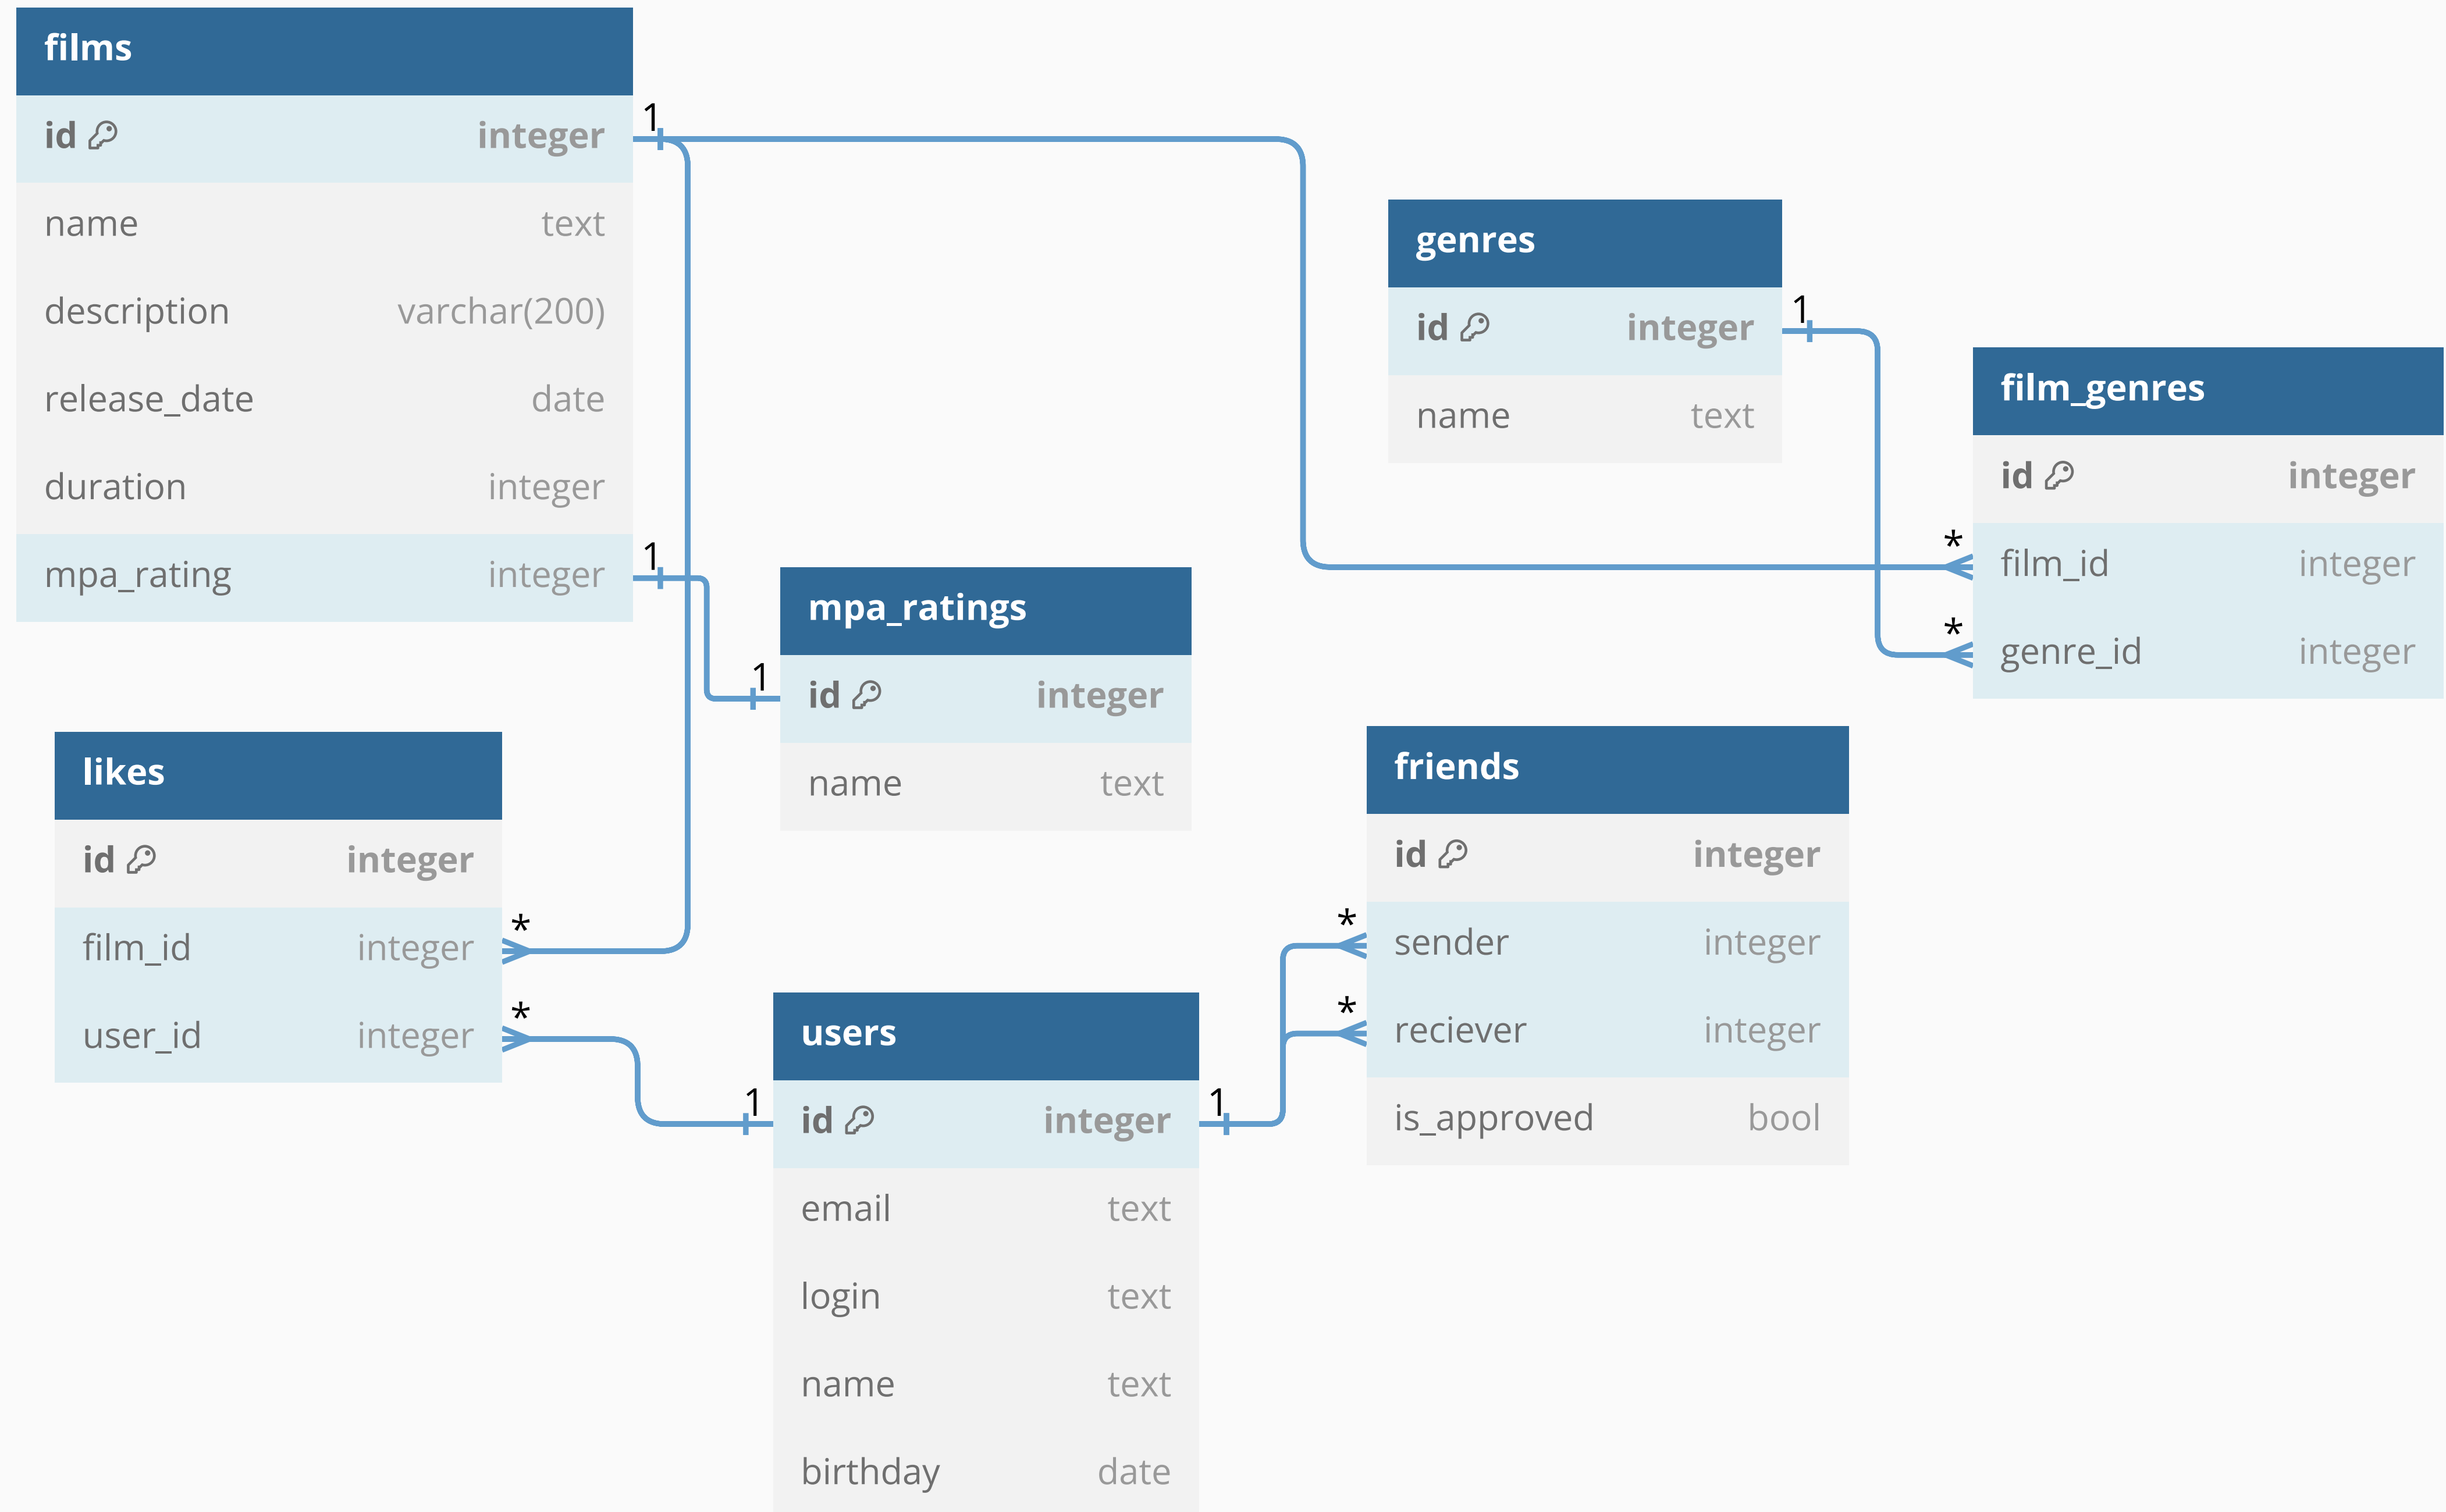 films
id integer
name text
description varchar(200)
release_date date
duration integer
mpa_rating integer
1
1
genres
id integer
name text
1
film_genres
id integer
film_id integer
genre_id integer
*
*
mpa_ratings
id integer
name text
1
likes
id integer
film_id integer
user_id integer
*
*
friends
id integer
sender integer
reciever integer
is_approved bool
*
*
users
id integer
email text
login text
name text
birthday date
1
1